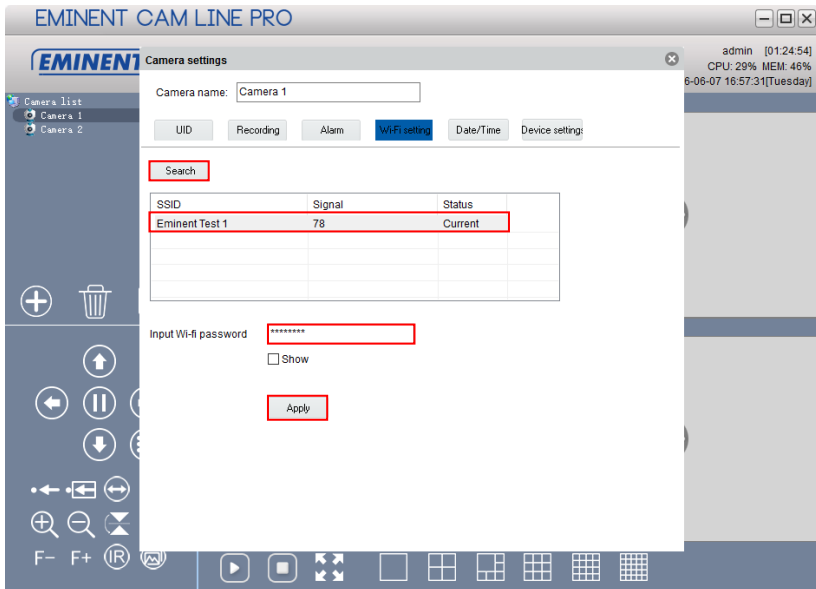 EMINENT CAM LINE PRO
EMINENT
admin [01:24:54]
CPU: 29% MEM: 46%
6-06-07 16:57:31[Tuesday]
Camera list
Camera 1
Camera 2
Camera settings
Camera name: Camera 1
UID Recording Alarm Wi-Fi setting Date/Time Device settings
Search
SSID Signal Status
Eminent Test 1 78 Current
Input Wi-fi password ********
Show
Apply
F- F+ IR